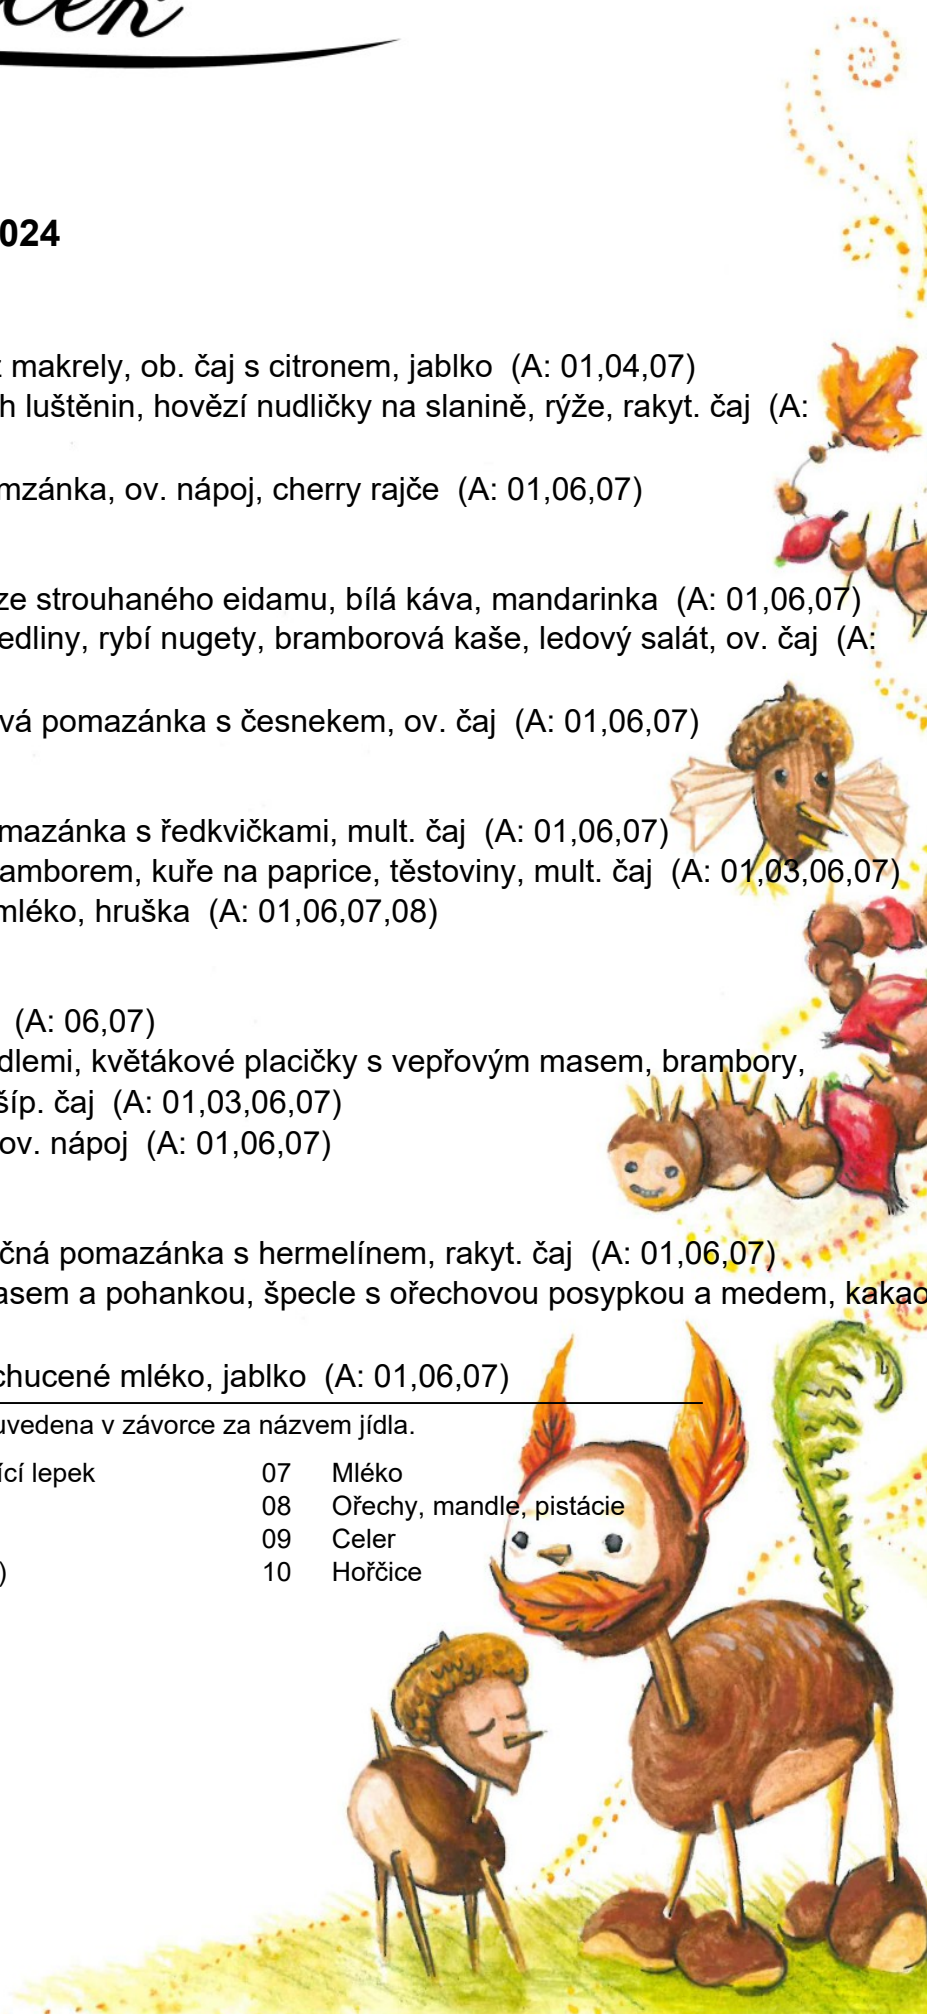 024
makrely, ob. čaj s citronem, jablko (A: 01,04,07)
h luštěnin, hovězí nudličky na slanině, rýže, rakyt. čaj (A:
mzánka, ov. nápoj, cherry rajče (A: 01,06,07)
ze strouhaného eidamu, bílá káva, mandarinka (A: 01,06,07)
edliny, rybí nugety, bramborová kaše, ledový salát, ov. čaj (A:
vá pomazánka s česnekem, ov. čaj (A: 01,06,07)
mazánka s ředkvičkami, mult. čaj (A: 01,06,07)
amborem, kuře na paprice, těstoviny, mult. čaj (A: 01,03,06,07)
mléko, hruška (A: 01,06,07,08)
(A: 06,07)
dlemi, květákové placičky s vepřovým masem, brambory,
šíp. čaj (A: 01,03,06,07)
ov. nápoj (A: 01,06,07)
čná pomazánka s hermelínem, rakyt. čaj (A: 01,06,07)
asem a pohankou, špecle s ořechovou posypkou a medem, kakao
chucené mléko, jablko (A: 01,06,07)
uvedena v závorce za názvem jídla.
ící lepek 07 Mléko
08 Ořechy, mandle, pistácie
09 Celer
) 10 Hořčice